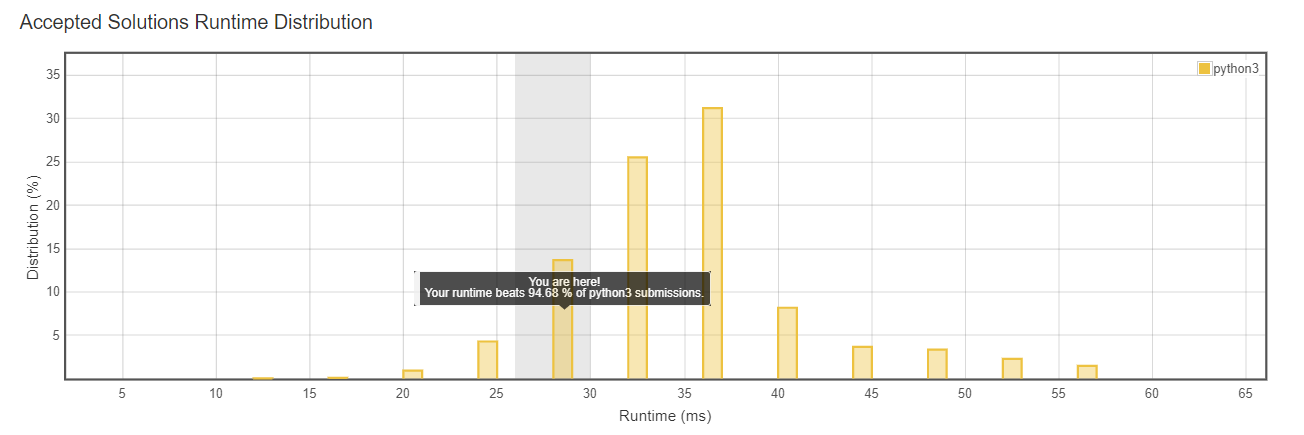 Accepted Solutions Runtime Distribution
python3
35
30
25
20
15
10
5
Distribution (%)
You are here!
Your runtime beats 94.68 % of python3 submissions.
5 10 15 20 25 30 35 40 45 50 55 60 65
Runtime (ms)